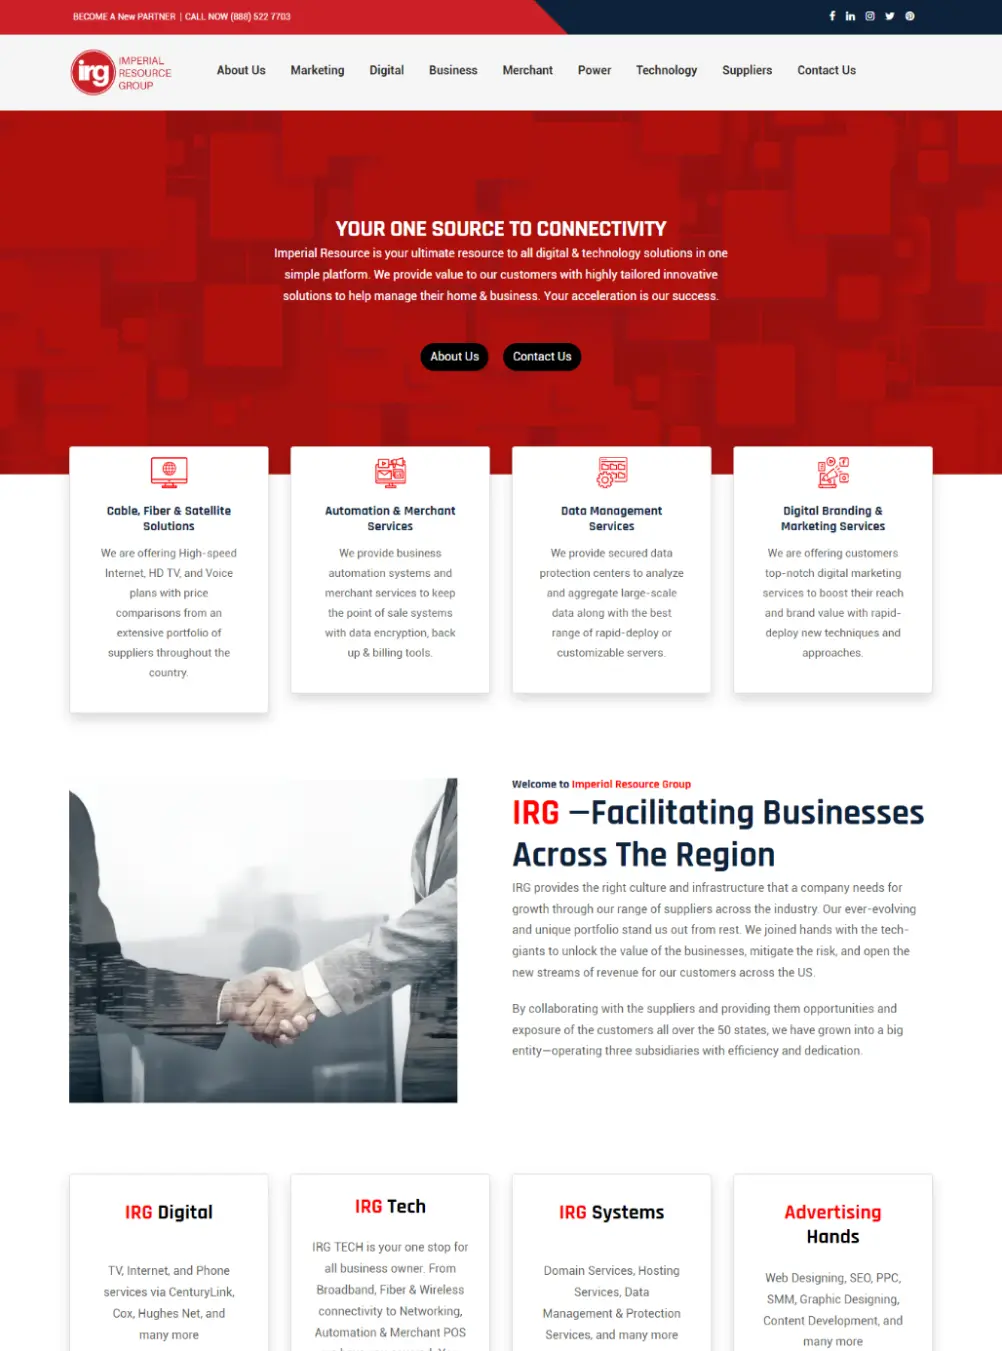 BECOME A New PARTNER | CALL NOW (888) 522 7703
irg IMPERIAL
RESOURCE
GROUP
About Us Marketing Digital Business Merchant Power Technology Suppliers Contact Us
YOUR ONE SOURCE TO CONNECTIVITY
Imperial Resource is your ultimate resource to all digital & technology solutions in one
simple platform. We provide value to our customers with highly tailored innovative
solutions to help manage their home & business. Your acceleration is our success.
About Us Contact Us
Cable, Fiber & Satellite
Solutions
We are offering High-speed
Internet, HD TV, and Voice
plans with price
comparisons from an
extensive portfolio of
suppliers throughout the
country.
Automation & Merchant
Services
We provide business
automation systems and
merchant services to keep
the point of sale systems
with data encryption, back
up & billing tools.
Data Management
Services
We provide secured data
protection centers to analyze
and aggregate large-scale
data along with the best
range of rapid-deploy or
customizable servers.
Digital Branding &
Marketing Services
We are offering customers
top-notch digital marketing
services to boost their reach
and brand value with rapid-
deploy new techniques and
approaches.
Welcome to Imperial Resource Group
IRG —Facilitating Businesses
Across The Region
IRG provides the right culture and infrastructure that a company needs for
growth through our range of suppliers across the industry. Our ever-evolving
and unique portfolio stand us out from rest. We joined hands with the tech-
giants to unlock the value of the businesses, mitigate the risk, and open the
new streams of revenue for our customers across the US.
By collaborating with the suppliers and providing them opportunities and
exposure of the customers all over the 50 states, we have grown into a big
entity—operating three subsidiaries with efficiency and dedication.
IRG Digital
TV, Internet, and Phone
services via CenturyLink,
Cox, Hughes Net, and
many more
IRG Tech
IRG TECH is your one stop for
all business owner. From
Broadband, Fiber & Wireless
connectivity to Networking,
Automation & Merchant POS
IRG Systems
Domain Services, Hosting
Services, Data
Management & Protection
Services, and many more
Advertising
Hands
Web Designing, SEO, PPC,
SMM, Graphic Designing,
Content Development, and
many more